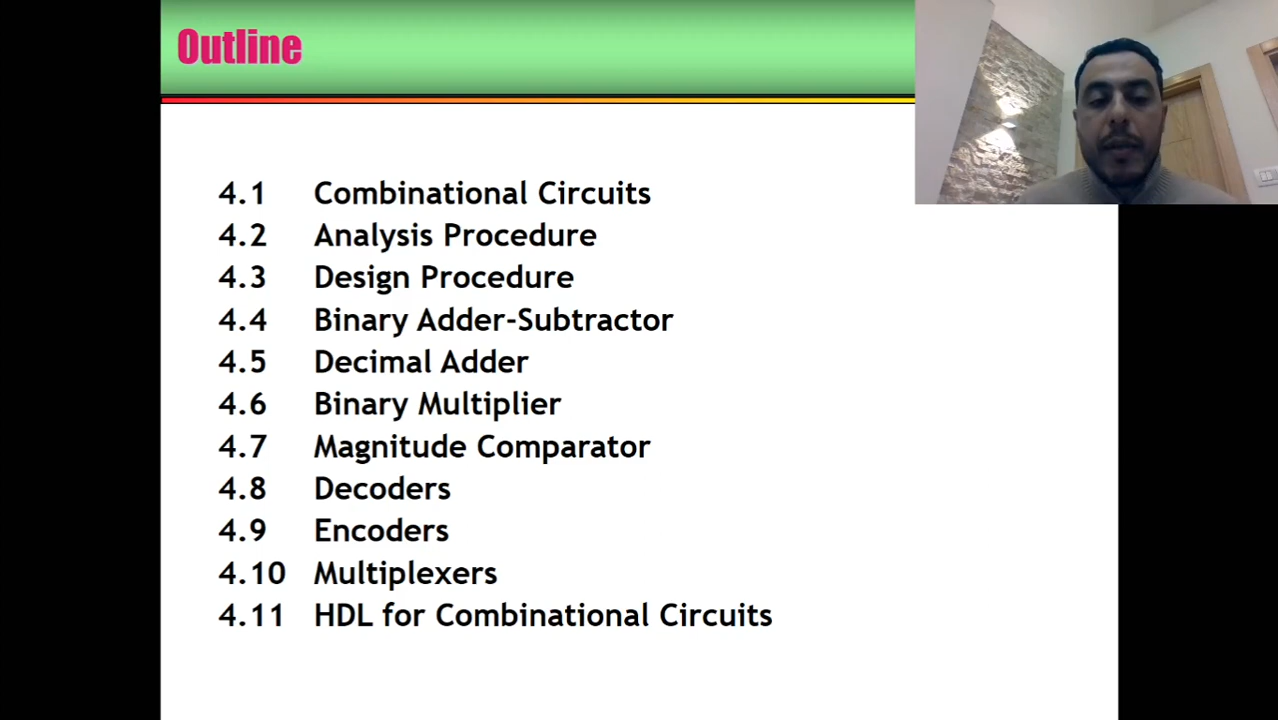 Outline
4.1 Combinational Circuits
4.2 Analysis Procedure
4.3 Design Procedure
4.4 Binary Adder-Subtractor
4.5 Decimal Adder
4.6 Binary Multiplier
4.7 Magnitude Comparator
4.8 Decoders
4.9 Encoders
4.10 Multiplexers
4.11 HDL for Combinational Circuits